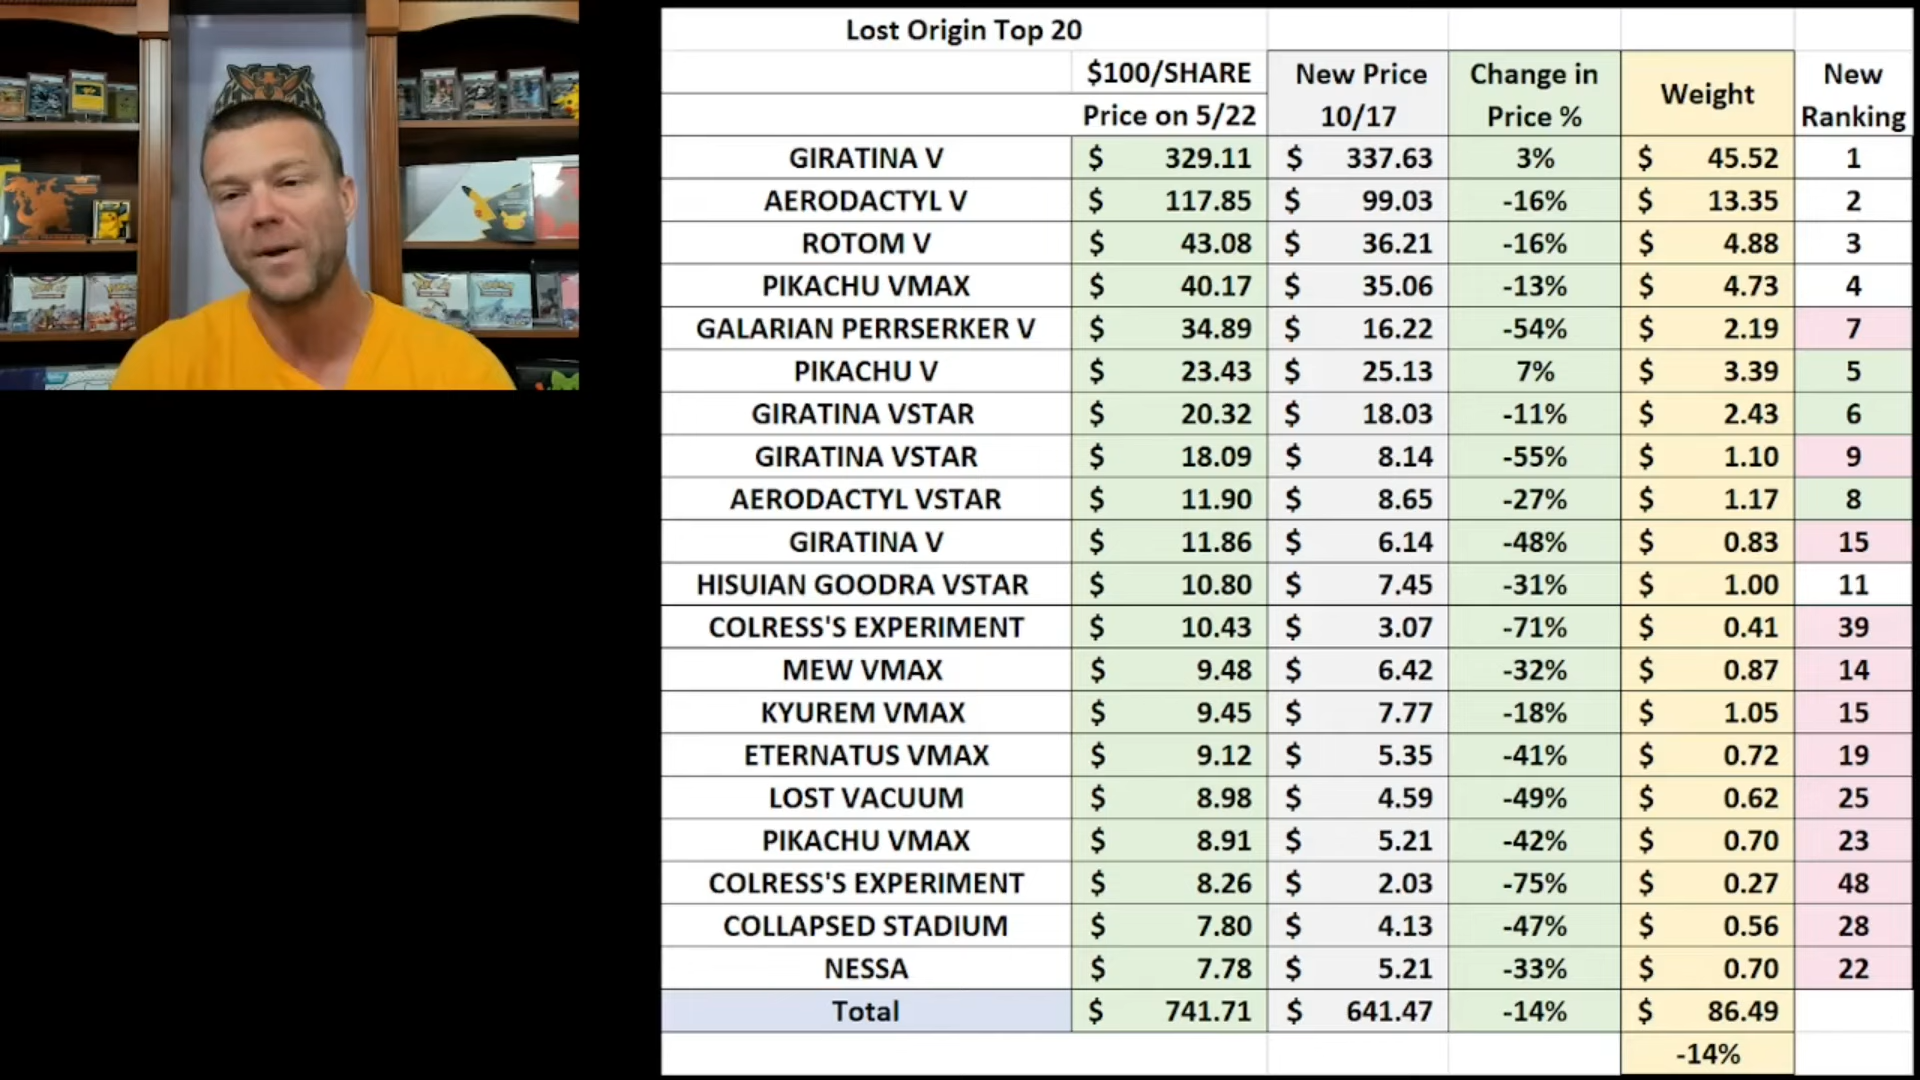 Lost Origin Top 20
$100/SHARE New Price Change in Weight New
Price on 5/22 10/17 Price % Ranking
GIRATINA V $ 329.11 $ 337.63 3% $ 45.52 1
AERODACTYL V $ 117.85 $ 99.03 -16% $ 13.35 2
ROTOM V $ 43.08 $ 36.21 -16% $ 4.88 3
PIKACHU VMAX $ 40.17 $ 35.06 -13% $ 4.73 4
GALARIAN PERRSERKER V $ 34.89 $ 16.22 -54% $ 2.19 7
PIKACHU V $ 23.43 $ 25.13 7% $ 3.39 5
GIRATINA VSTAR $ 20.32 $ 18.03 -11% $ 2.43 6
GIRATINA VSTAR $ 18.09 $ 8.14 -55% $ 1.10 9
AERODACTYL VSTAR $ 11.90 $ 8.65 -27% $ 1.17 8
GIRATINA V $ 11.86 $ 6.14 -48% $ 0.83 15
HISUIAN GOODRA VSTAR $ 10.80 $ 7.45 -31% $ 1.00 11
COLRESS'S EXPERIMENT $ 10.43 $ 3.07 -71% $ 0.41 39
MEW VMAX $ 9.48 $ 6.42 -32% $ 0.87 14
KYUREM VMAX $ 9.45 $ 7.77 -18% $ 1.05 15
ETERNATUS VMAX $ 9.12 $ 5.35 -41% $ 0.72 19
LOST VACUUM $ 8.98 $ 4.59 -49% $ 0.62 25
PIKACHU VMAX $ 8.91 $ 5.21 -42% $ 0.70 23
COLRESS'S EXPERIMENT $ 8.26 $ 2.03 -75% $ 0.27 48
COLLAPSED STADIUM $ 7.80 $ 4.13 -47% $ 0.56 28
NESSA $ 7.78 $ 5.21 -33% $ 0.70 22
Total $ 741.71 $ 641.47 -14% $ 86.49
-14%